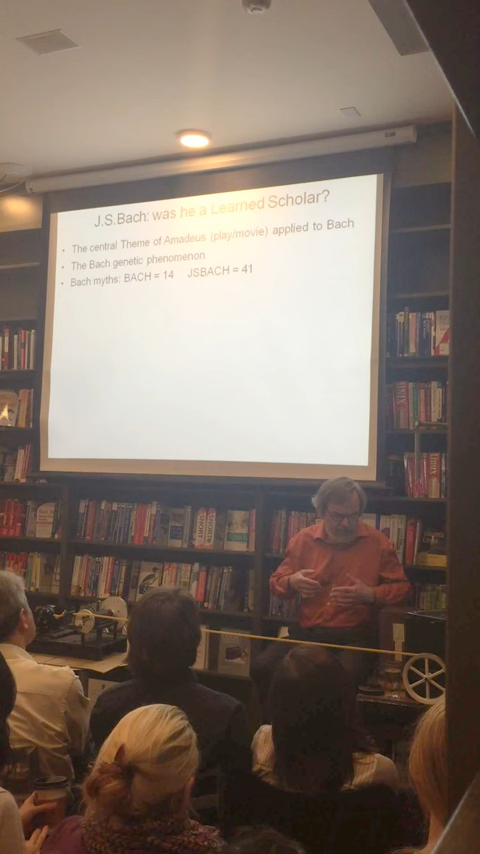 J.S.Bach: was he a Learned Scholar?
• The central Theme of Amadeus (play/movie) applied to Bach
• The Bach genetic phenomenon
• Bach myths: BACH = 14 JSBACH = 41